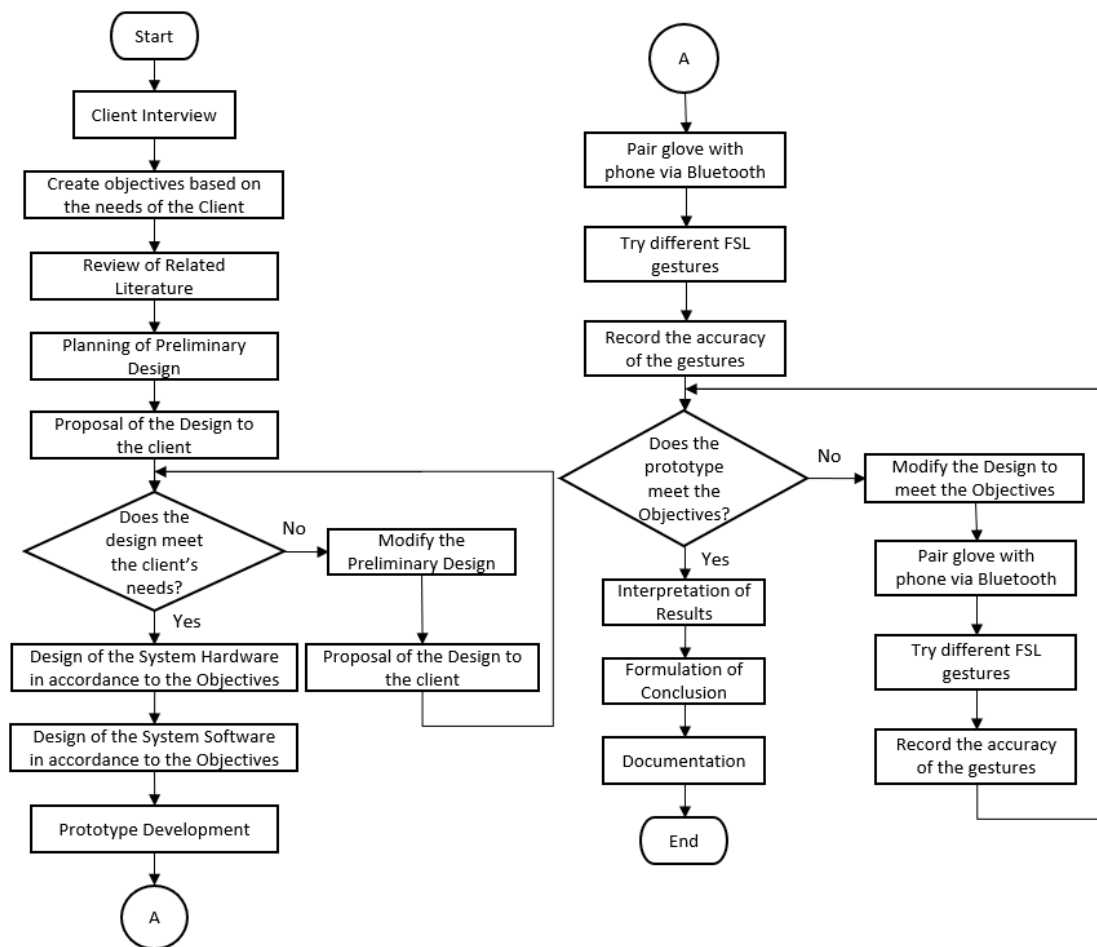 Start
Client Interview
Create objectives based on
the needs of the Client
Review of Related
Literature
Planning of Preliminary
Design
Proposal of the Design to
the client
Does the
design meet
the client's
needs?
No
Modify the
Preliminary Design
Proposal of the Design to
the client
Yes
Design of the System Hardware
in accordance to the Objectives
Design of the System Software
in accordance to the Objectives
Prototype Development
A
A
Pair glove with
phone via Bluetooth
Try different FSL
gestures
Record the accuracy
of the gestures
Does the
prototype
meet the
Objectives?
No
Modify the Design to
meet the Objectives
Pair glove with
phone via Bluetooth
Try different FSL
gestures
Record the accuracy
of the gestures
Yes
Interpretation of
Results
Formulation of
Conclusion
Documentation
End